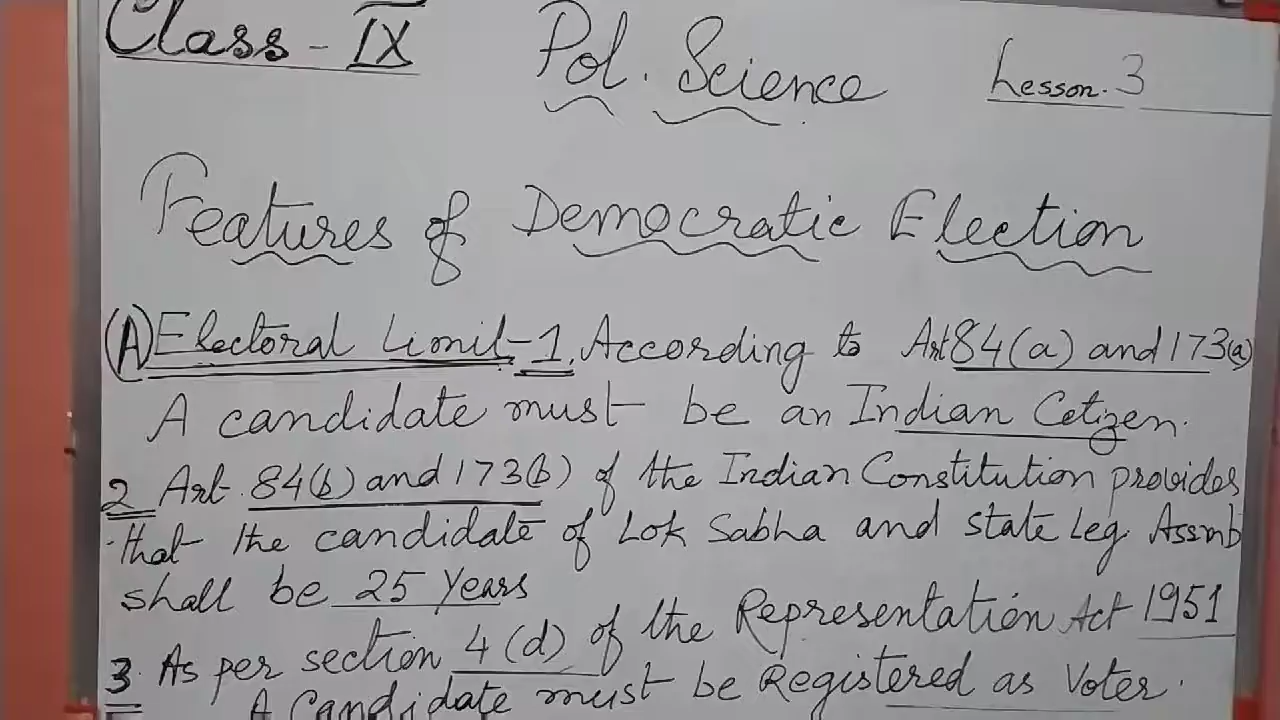 Class - IX Pol. Science Lesson. 3
Features of Democratic Election
(A) Electoral Limit-1. According to Art 84(a) and 173(a)
A candidate must be an Indian Cetizen.
2 Art. 84(b) and 173(b) of the Indian Constitution provides
that the candidate of Lok Sabha and state Leg. Assmb
shall be 25 Years
3. As per section 4(d) of the Representation Act 1951
A Candidate must be Registered as Voter.